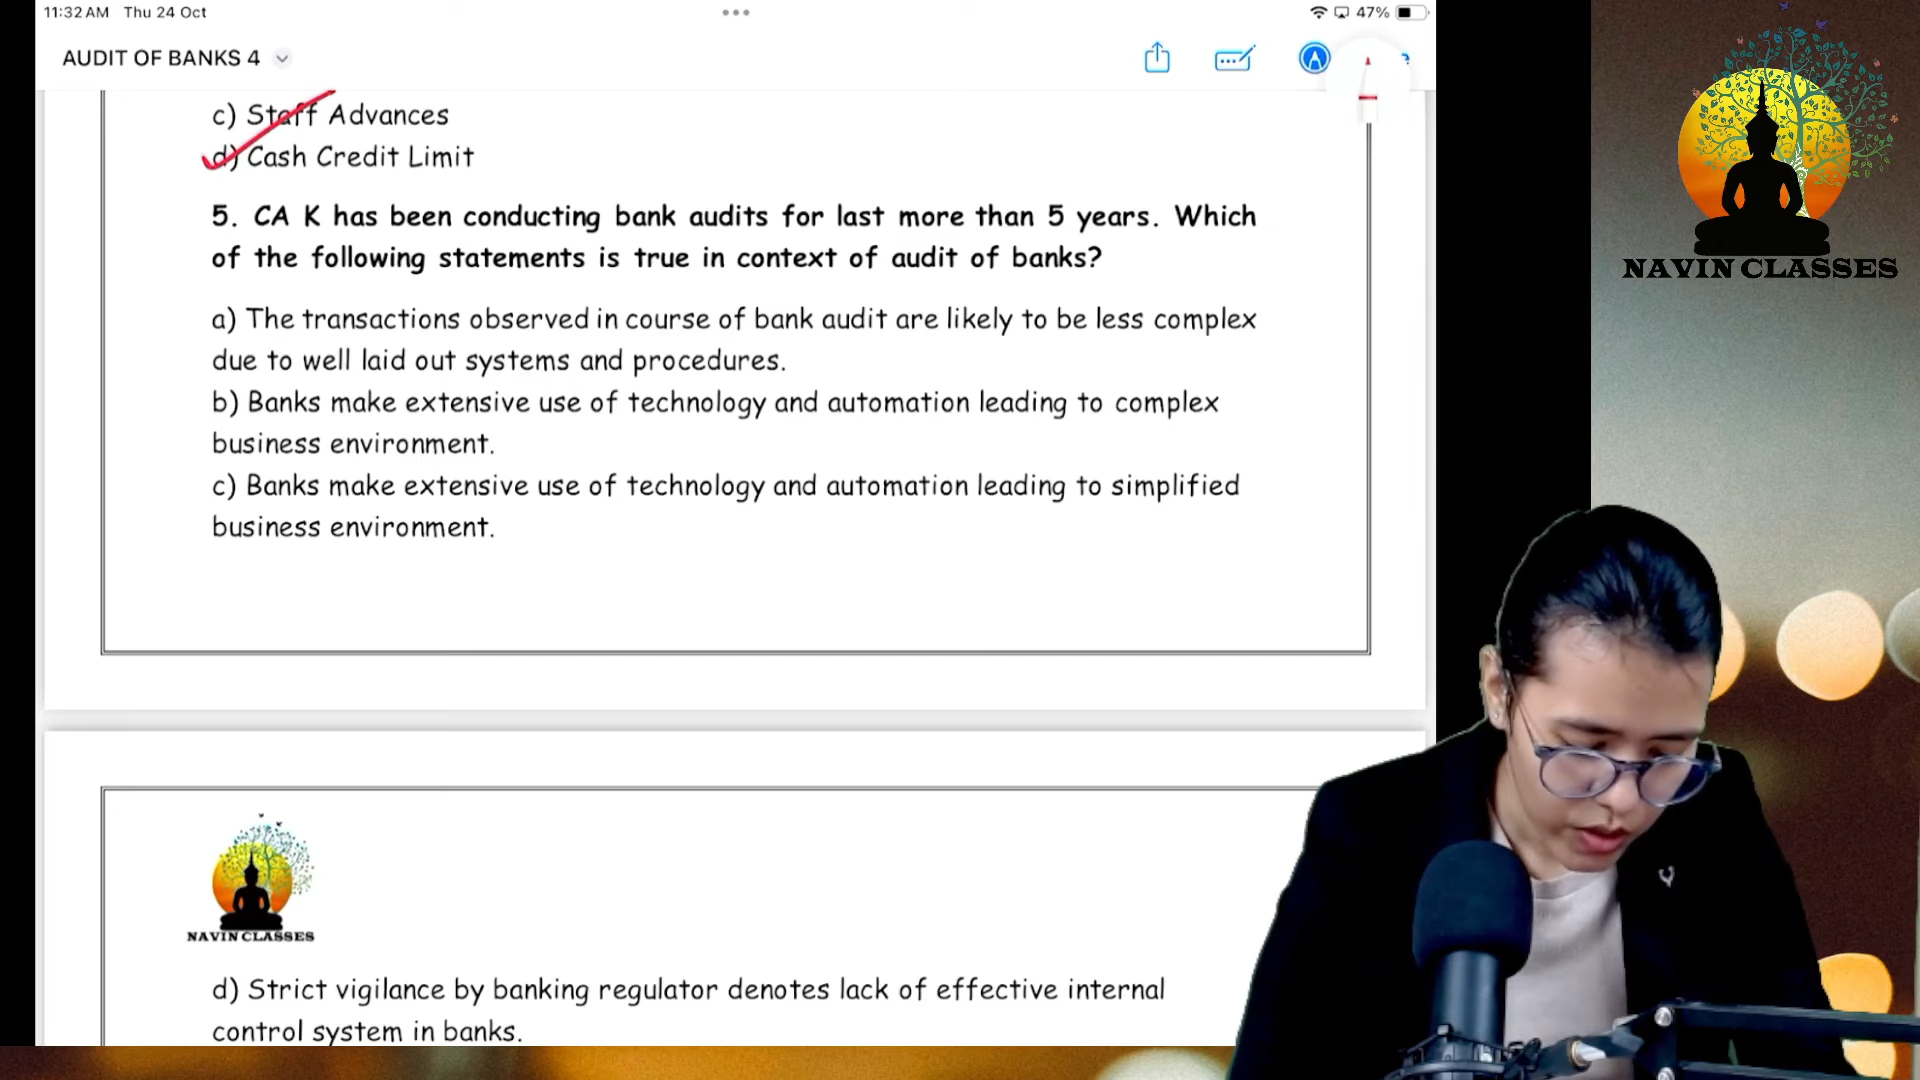 11:32 AM Thu 24 Oct
47%
AUDIT OF BANKS 4
c) Staff Advances
d) Cash Credit Limit
5. CA K has been conducting bank audits for last more than 5 years. Which
of the following statements is true in context of audit of banks?
a) The transactions observed in course of bank audit are likely to be less complex
due to well laid out systems and procedures.
b) Banks make extensive use of technology and automation leading to complex
business environment.
c) Banks make extensive use of technology and automation leading to simplified
business environment.
NAVIN CLASSES
d) Strict vigilance by banking regulator denotes lack of effective internal
control system in banks.
NAVIN CLASSES